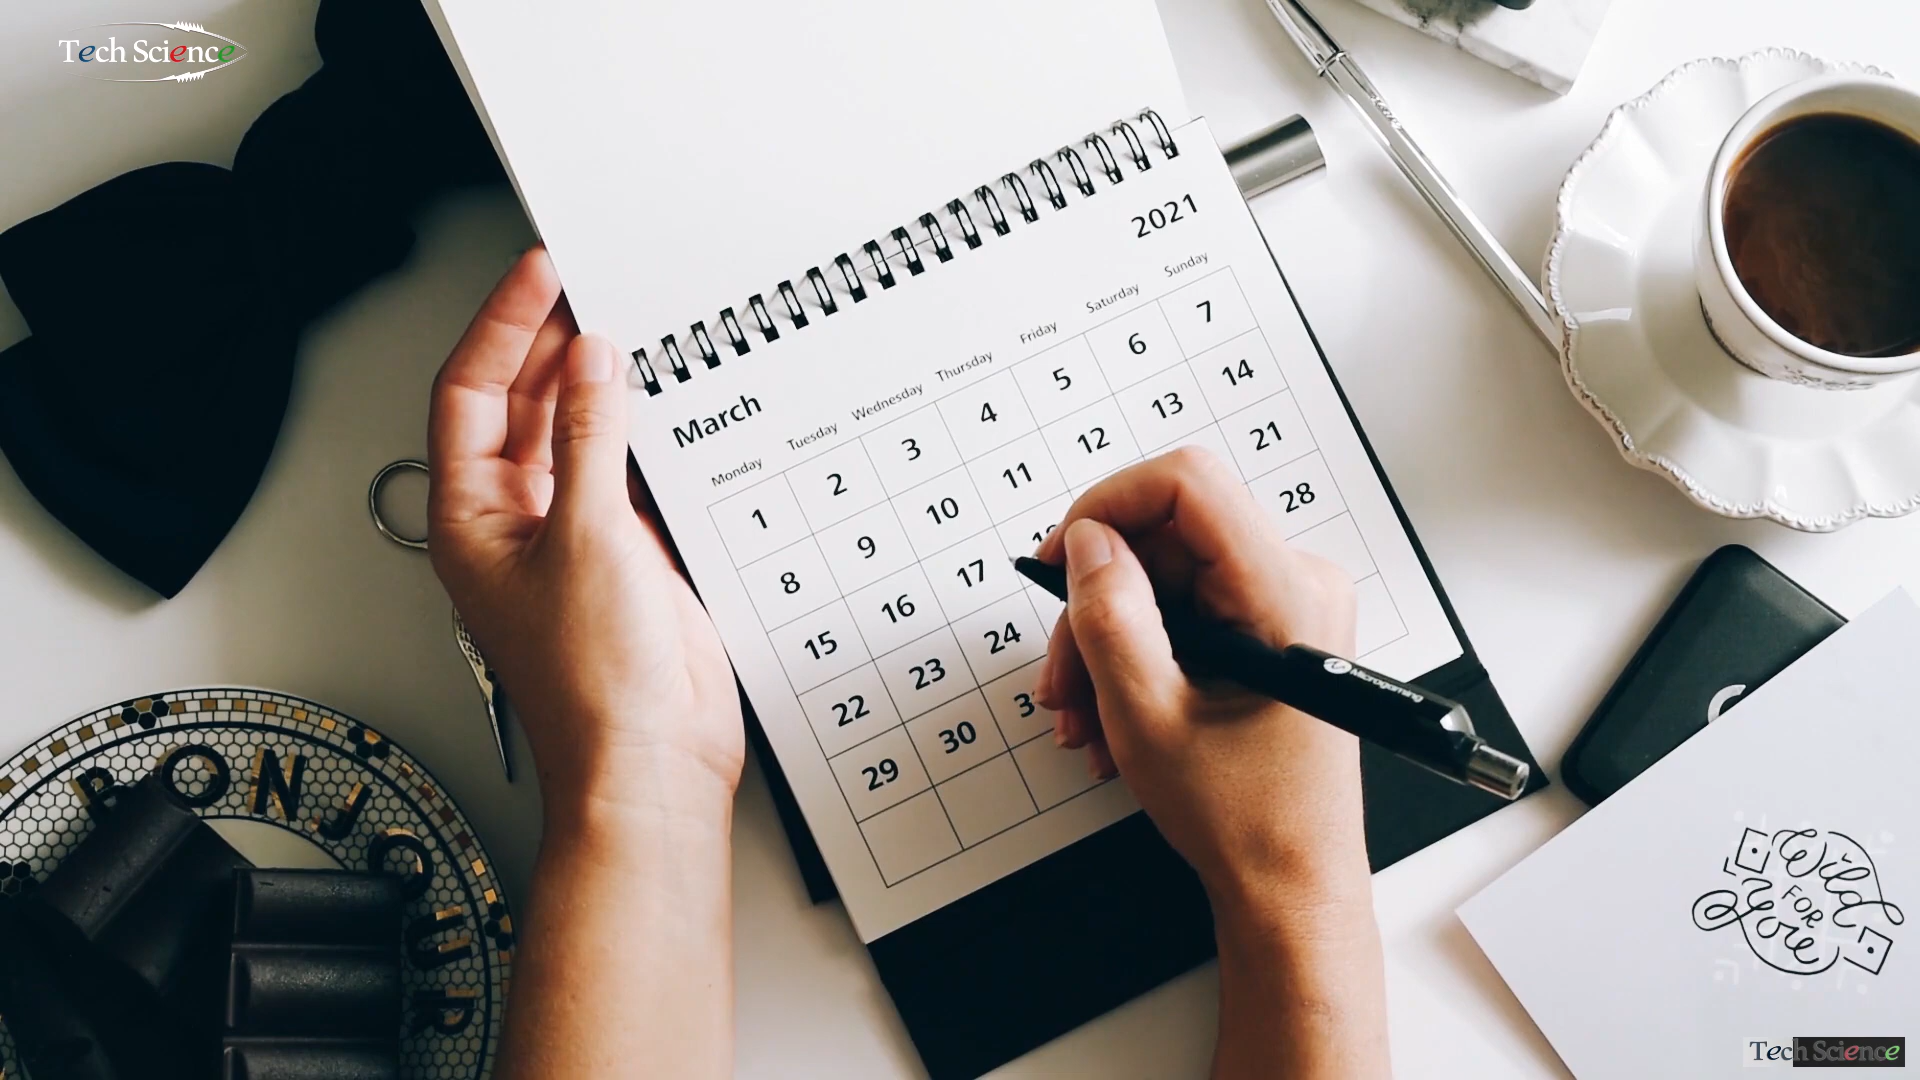 Tech Science
2021
March
Monday Tuesday Wednesday Thursday Friday Saturday Sunday
1 2 3 4 5 6 7
8 9 10 11 12 13 14
15 16 17 21
22 23 24 28
29 30
Microgaming
BONJOUR
Wild
FOR
You
Tech Science